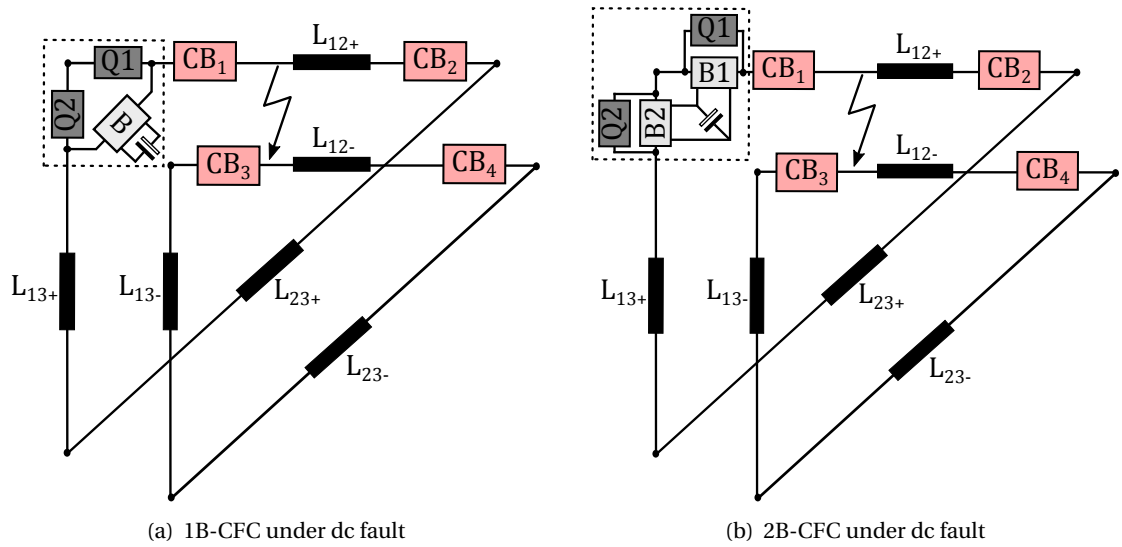 Q1
CB₁
L₁₂₊
CB₂
Q2
B
CB₃
L₁₂₋
CB₄
L₁₃₊
L₁₃₋
L₂₃₊
L₂₃₋
(a) 1B-CFC under dc fault
Q1
B1
CB₁
L₁₂₊
CB₂
Q2
B2
CB₃
L₁₂₋
CB₄
L₁₃₊
L₁₃₋
L₂₃₊
L₂₃₋
(b) 2B-CFC under dc fault